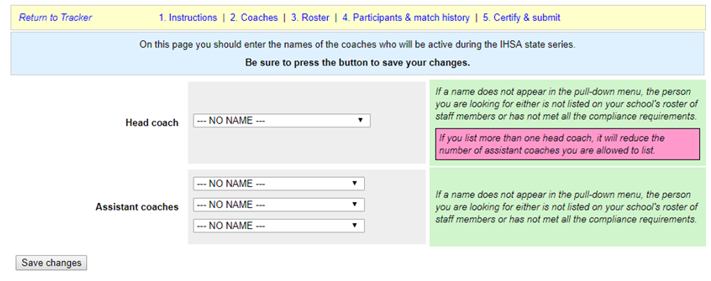 Return to Tracker 1. Instructions | 2. Coaches | 3. Roster | 4. Participants & match history | 5. Certify & submit
On this page you should enter the names of the coaches who will be active during the IHSA state series.
Be sure to press the button to save your changes.
Head coach
--- NO NAME ---
If a name does not appear in the pull-down menu, the person
you are looking for either is not listed on your school's roster of
staff members or has not met all the compliance requirements.
If you list more than one head coach, it will reduce the
number of assistant coaches you are allowed to list.
Assistant coaches
--- NO NAME ---
--- NO NAME ---
--- NO NAME ---
If a name does not appear in the pull-down menu, the person
you are looking for either is not listed on your school's roster of
staff members or has not met all the compliance requirements.
Save changes